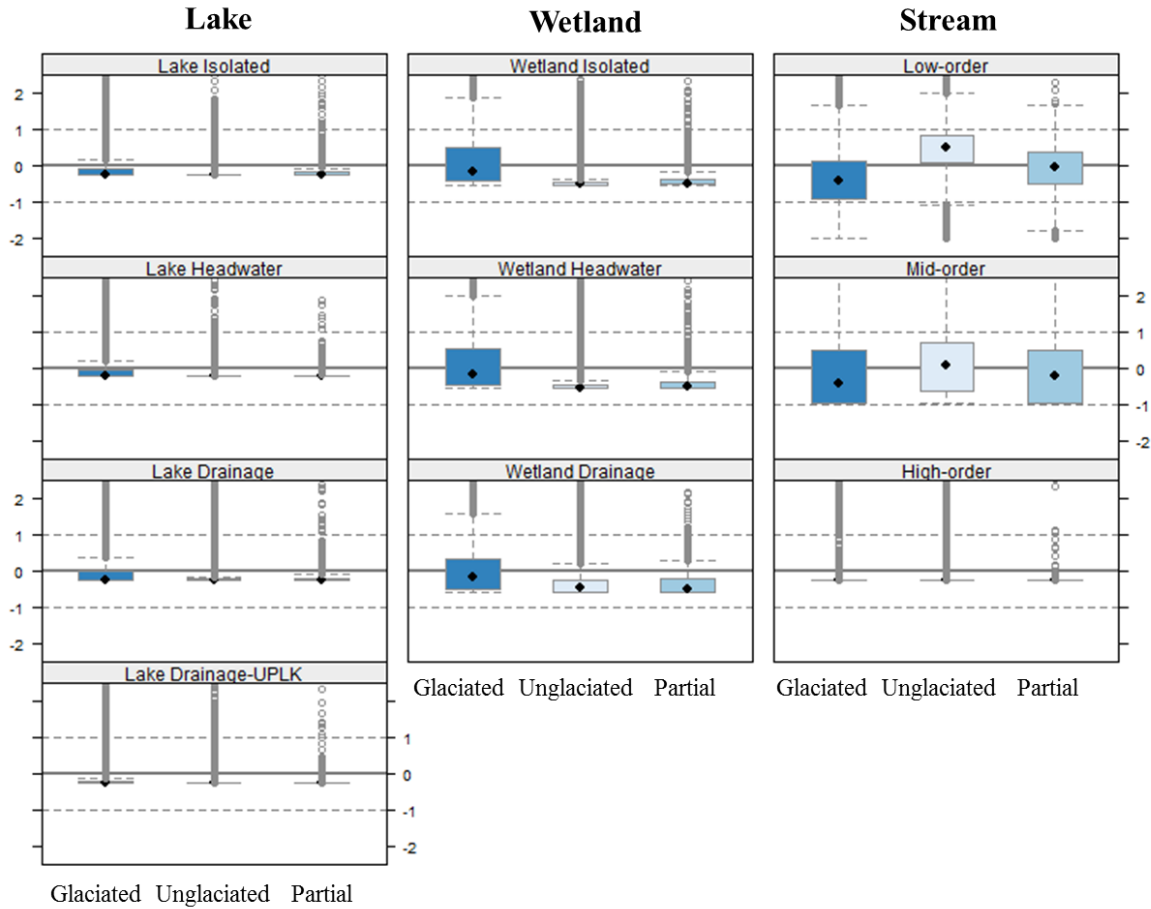 Lake Wetland Stream
Lake Isolated Wetland Isolated Low-order
2
1
0
-1
-2
Lake Headwater Wetland Headwater Mid-order
2
1
0
-1
-2
Lake Drainage Wetland Drainage High-order
2
1
0
-1
-2
Lake Drainage-UPLK
Glaciated Unglaciated Partial Glaciated Unglaciated Partial
1
0
-1
-2
Glaciated Unglaciated Partial